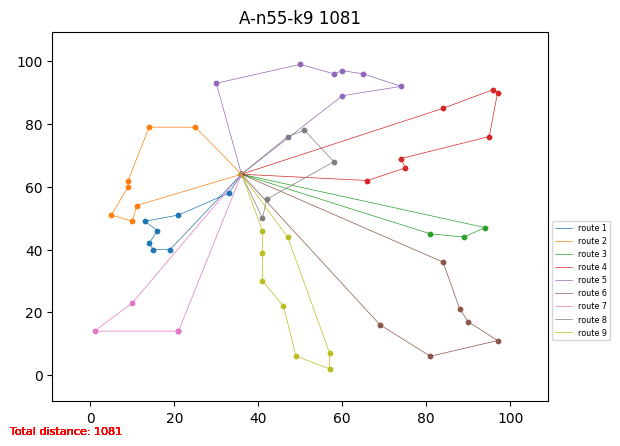 A-n55-k9 1081
100
80
60
40
20
0
0 20 40 60 80 100
route 1
route 2
route 3
route 4
route 5
route 6
route 7
route 8
route 9
Total distance: 1081